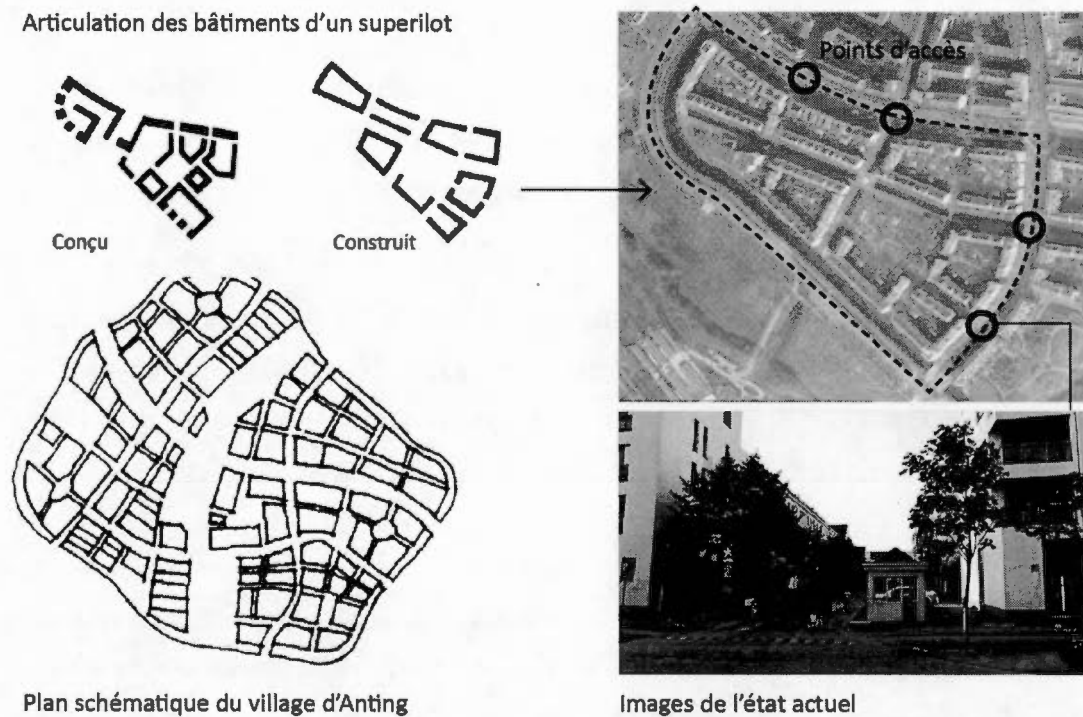 Articulation des bâtiments d'un superilot
Points d'accès
Conçu
Construit
Plan schématique du village d'Anting
Images de l'état actuel